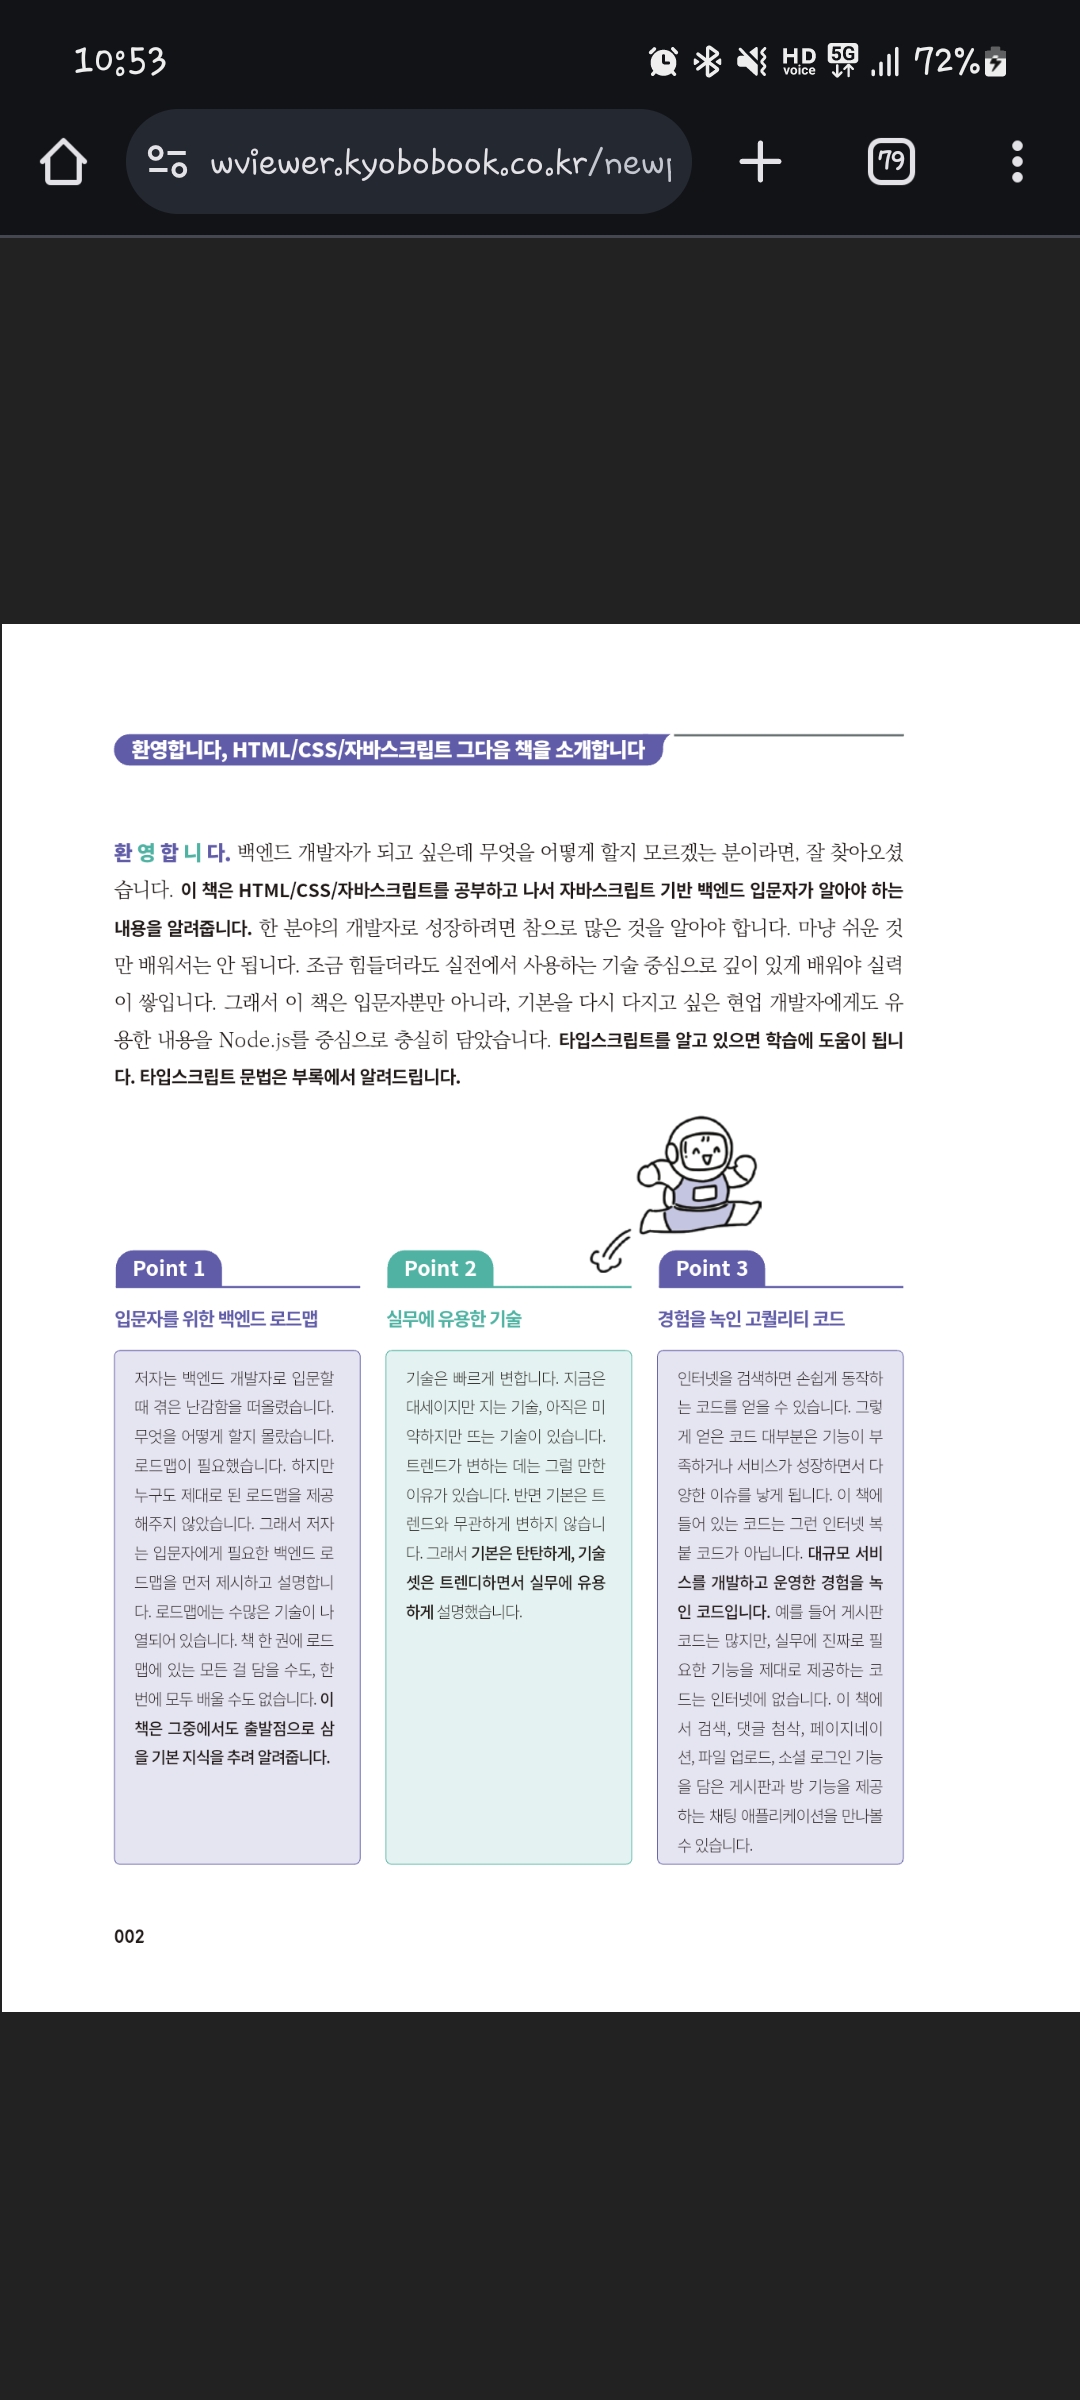 10:53
HD voice 5G 72%
wviewer.kyobobook.co.kr/new
79
환영합니다, HTML/CSS/자바스크립트 그다음 책을 소개합니다
환영합니다. 백엔드 개발자가 되고 싶은데 무엇을 어떻게 할지 모르겠는 분이라면, 잘 찾아오셨
습니다. 이 책은 HTML/CSS/자바스크립트를 공부하고 나서 자바스크립트 기반 백엔드 입문자가 알아야 하는
내용을 알려줍니다. 한 분야의 개발자로 성장하려면 참으로 많은 것을 알아야 합니다. 마냥 쉬운 것
만 배워서는 안 됩니다. 조금 힘들더라도 실전에서 사용하는 기술 중심으로 깊이 있게 배워야 실력
이 쌓입니다. 그래서 이 책은 입문자뿐만 아니라, 기본을 다시 다지고 싶은 현업 개발자에게도 유
용한 내용을 Node.js를 중심으로 충실히 담았습니다. 타입스크립트를 알고 있으면 학습에 도움이 됩니
다. 타입스크립트 문법은 부록에서 알려드립니다.
Point 1
입문자를 위한 백엔드 로드맵
저자는 백엔드 개발자로 입문할
때 겪은 난감함을 떠올렸습니다.
무엇을 어떻게 할지 몰랐습니다.
로드맵이 필요했습니다. 하지만
누구도 제대로 된 로드맵을 제공
해주지 않았습니다. 그래서 저자
는 입문자에게 필요한 백엔드 로
드맵을 먼저 제시하고 설명합니
다. 로드맵에는 수많은 기술이 나
열되어 있습니다. 책 한 권에 로드
맵에 있는 모든 걸 담을 수도, 한
번에 모두 배울 수도 없습니다. 이
책은 그중에서도 출발점으로 삼
을 기본 지식을 추려 알려줍니다.
Point 2
실무에 유용한 기술
기술은 빠르게 변합니다. 지금은
대세이지만 지는 기술, 아직은 미
약하지만 뜨는 기술이 있습니다.
트렌드가 변하는 데는 그럴 만한
이유가 있습니다. 반면 기본은 트
렌드와 무관하게 변하지 않습니
다. 그래서 기본은 탄탄하게, 기술
셋은 트렌디하면서 실무에 유용
하게 설명했습니다.
Point 3
경험을 녹인 고퀄리티 코드
인터넷을 검색하면 손쉽게 동작하
는 코드를 얻을 수 있습니다. 그렇
게 얻은 코드 대부분은 기능이 부
족하거나 서비스가 성장하면서 다
양한 이슈를 낳게 됩니다. 이 책에
들어 있는 코드는 그런 인터넷 복
붙 코드가 아닙니다. 대규모 서비
스를 개발하고 운영한 경험을 녹
인 코드입니다. 예를 들어 게시판
코드는 많지만, 실무에 진짜로 필
요한 기능을 제대로 제공하는 코
드는 인터넷에 없습니다. 이 책에
서 검색, 댓글 첨삭, 페이지네이
션, 파일 업로드, 소셜 로그인 기능
을 담은 게시판과 방 기능을 제공
하는 채팅 애플리케이션을 만나볼
수 있습니다.
002